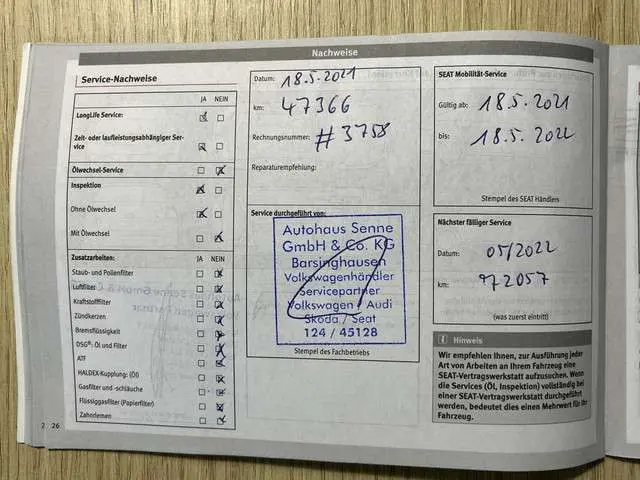 Nachweise
Service-Nachweise
JA NEIN
LongLife Service:
Zeit- oder laufleistungsabhängiger Ser-
vice
Ölwechsel-Service
Inspektion
Ohne Ölwechsel
Mit Ölwechsel
Zusatzarbeiten:
Staub- und Pollenfilter
Luftfilter
Kraftstofffilter
Zündkerzen
Bremsflüssigkeit
DSG®: Öl und Filter
ATF
HALDEX-Kupplung: (Öl)
Gasfilter und -schläuche
Flüssiggasfilter (Papierfilter)
Zahnriemen
2 26
Datum: 18.5.2021
km: 47366
Rechnungsnummer: #3758
Reparaturempfehlung:
Service durchgeführt von:
Autohaus Senne
GmbH & Co. KG
Barsinghausen
Volkswagenhändler
Servicepartner
Volkswagen / Audi
Skoda / Seat
124 / 45128
Stempel des Fachbetriebs
SEAT Mobilität-Service
Gültig ab: 18.5.2021
bis: 18.5.2022
Stempel des SEAT Händlers
Nächster fälliger Service
Datum: 05/2022
km: 72057
(was zuerst eintritt)
i Hinweis
Wir empfehlen Ihnen, zur Ausführung jeder
Art von Arbeiten an Ihrem Fahrzeug eine
SEAT-Vertragswerkstatt aufzusuchen. Wenn
die Services (Öl, Inspektion) vollständig bei
einer SEAT-Vertragswerkstatt durchgeführt
werden, bedeutet dies einen Mehrwert für Ihr
Fahrzeug.